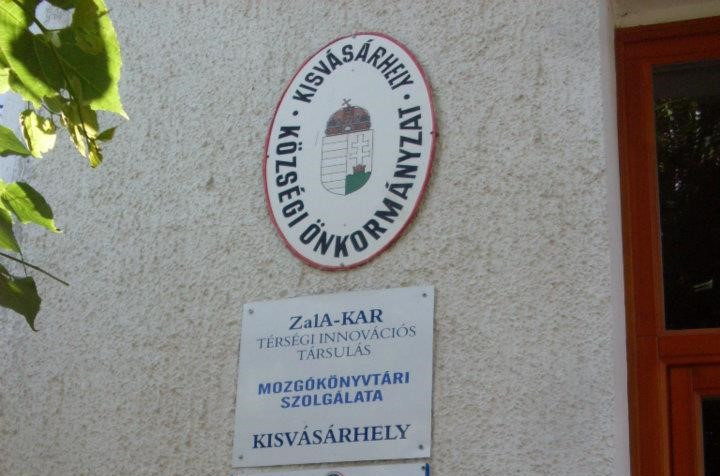 · KISVÁSÁRHELY ·
KÖZSÉGI ÖNKORMÁNYZAT
ZalA-KAR
TÉRSÉGI INNOVÁCIÓS
TÁRSULÁS
MOZGÓKÖNYVTÁRI
SZOLGÁLATA
KISVÁSÁRHELY